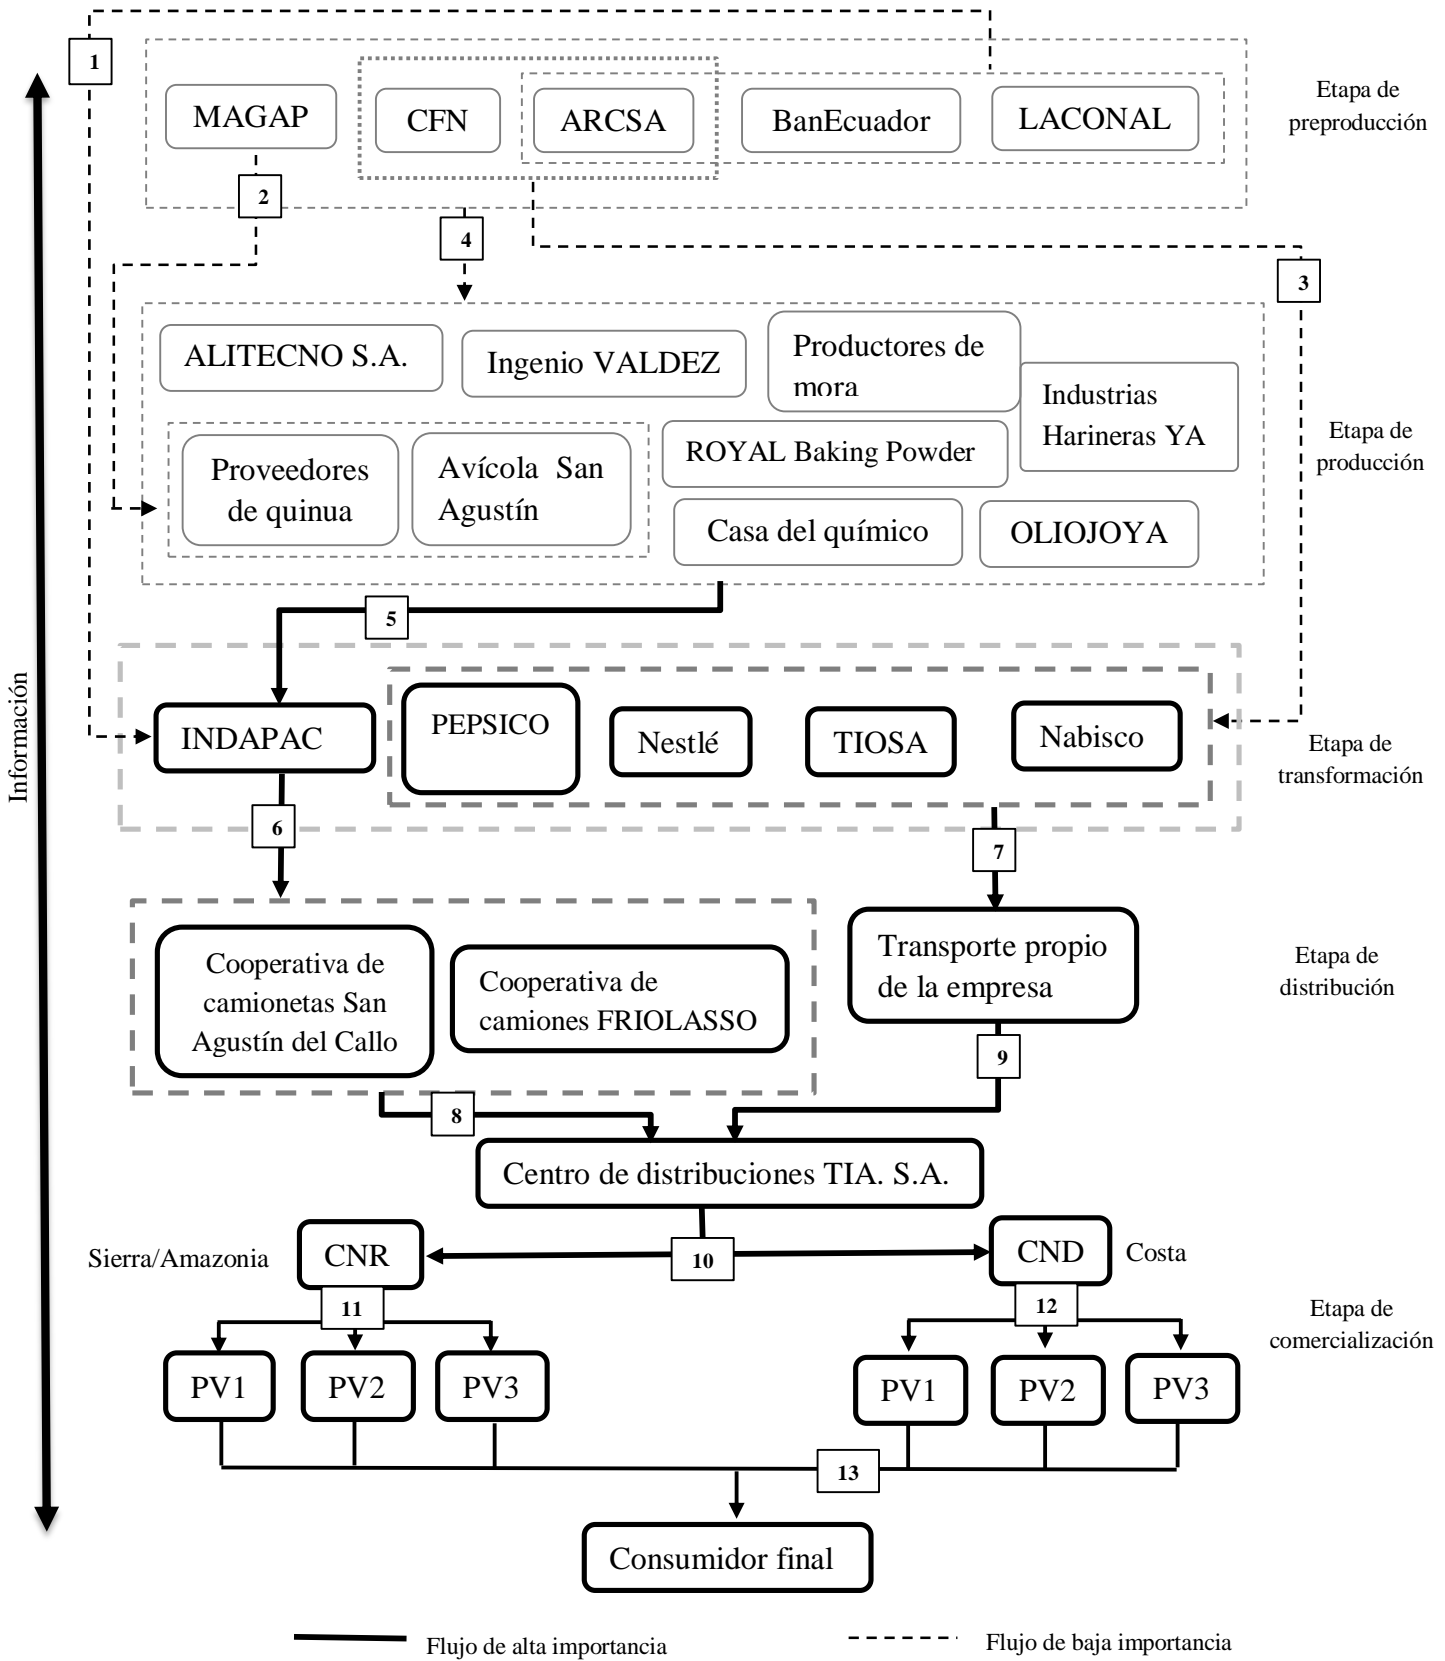 1
MAGAP
CFN
ARCSA
BanEcuador
LACONAL
Etapa de
preproducción
2
4
3
ALITECNO S.A.
Ingenio VALDEZ
Productores de
mora
Industrias
Harineras YA
Proveedores
de quinua
Avícola San
Agustín
ROYAL Baking Powder
Casa del químico
OLIOJOYA
Etapa de
producción
5
Información
INDAPAC
PEPSICO
Nestlé
TIOSA
Nabisco
Etapa de
transformación
6
7
Cooperativa de
camionetas San
Agustín del Callo
Cooperativa de
camiones FRIOLASSO
Transporte propio
de la empresa
Etapa de
distribución
8
9
Centro de distribuciones TIA. S.A.
Sierra/Amazonia
CNR
10
CND
Costa
11
12
Etapa de
comercialización
PV1
PV2
PV3
PV1
PV2
PV3
13
Consumidor final
Flujo de alta importancia
Flujo de baja importancia